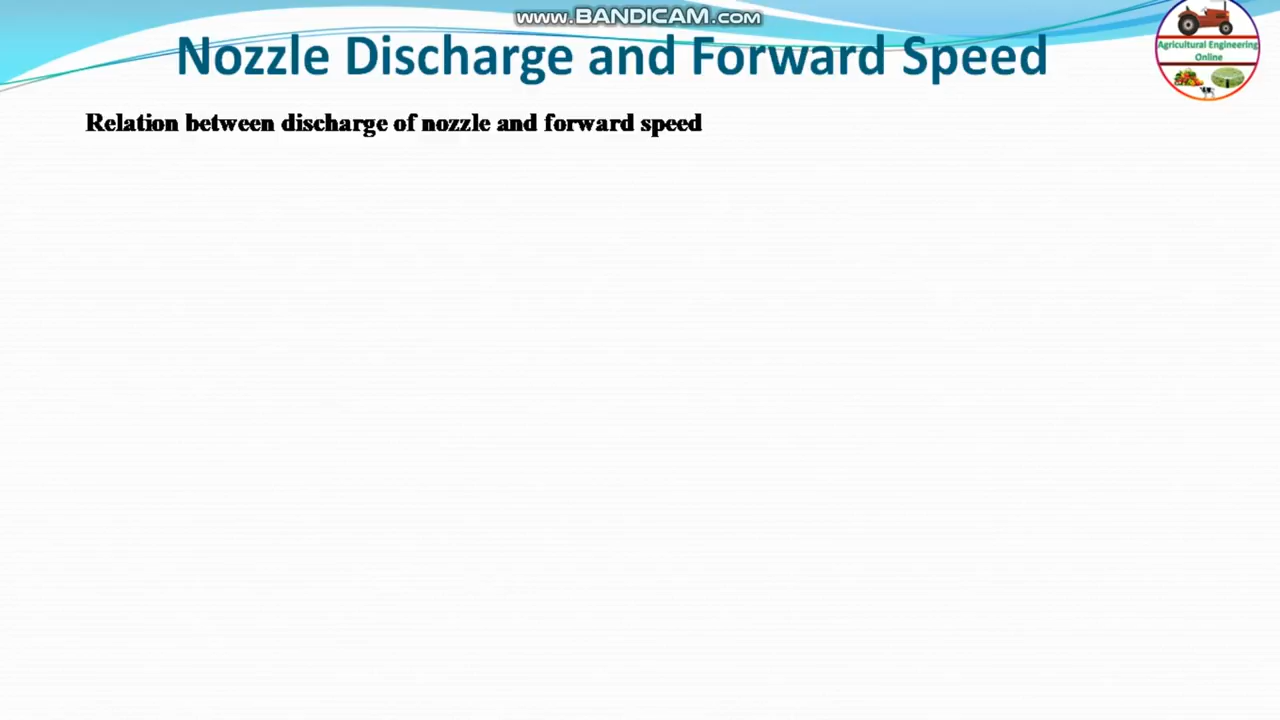 www.BANDICAM.com
Nozzle Discharge and Forward Speed
Agricultural Engineering
Online
Relation between discharge of nozzle and forward speed